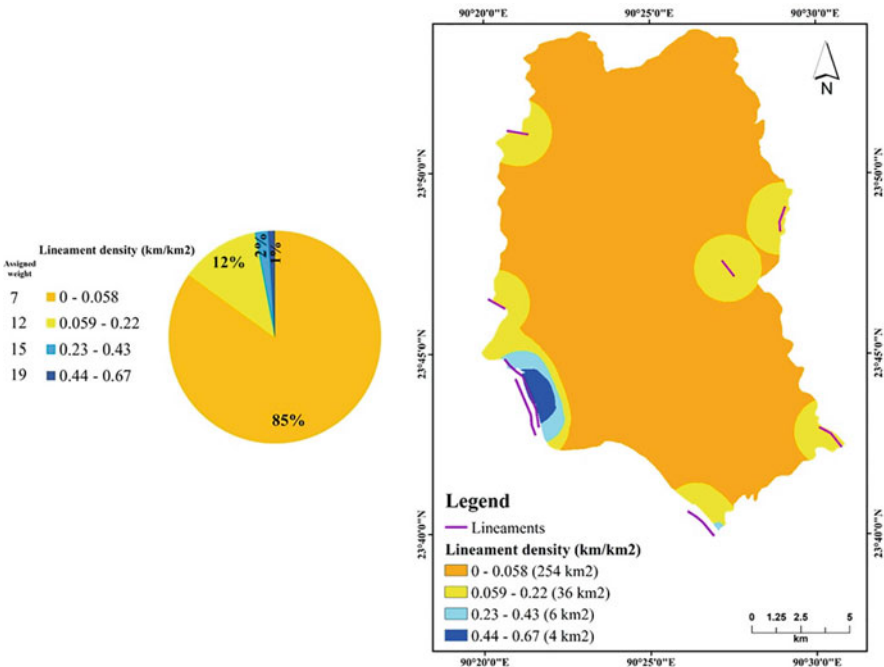 Assigned weight
Lineament density (km/km2)
7 0 - 0.058
12 0.059 - 0.22
15 0.23 - 0.43
19 0.44 - 0.67
12%
2%
1%
85%
90°20'0"E 90°25'0"E 90°30'0"E
N
23°50'0"N 23°50'0"N
23°45'0"N 23°45'0"N
23°40'0"N 23°40'0"N
Legend
Lineaments
Lineament density (km/km2)
0 - 0.058 (254 km2)
0.059 - 0.22 (36 km2)
0.23 - 0.43 (6 km2)
0.44 - 0.67 (4 km2)
0 1.25 2.5 5
km
90°20'0"E 90°25'0"E 90°30'0"E